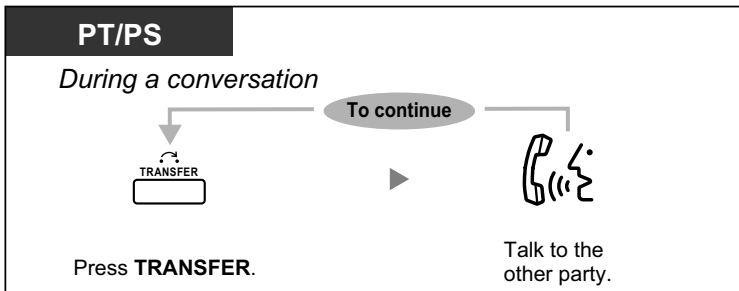 PT/PS
During a conversation
To continue
TRANSFER
Press TRANSFER.
Talk to the
other party.